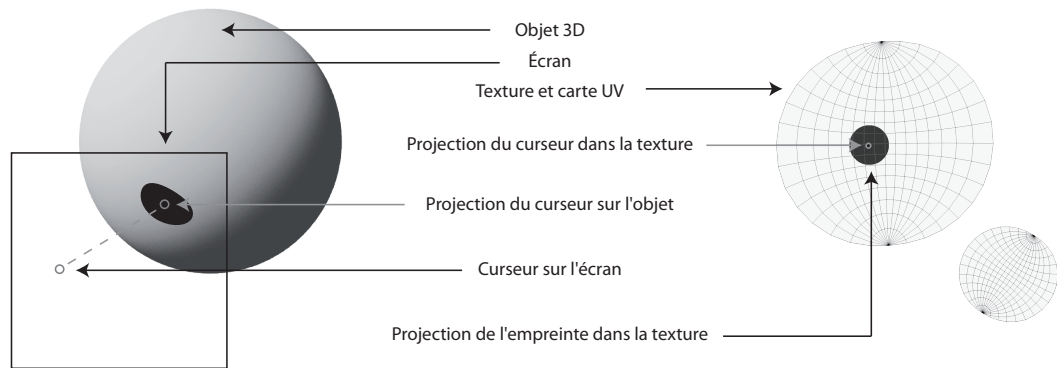 Objet 3D
Écran
Texture et carte UV
Projection du curseur dans la texture
Projection du curseur sur l'objet
Curseur sur l'écran
Projection de l'empreinte dans la texture